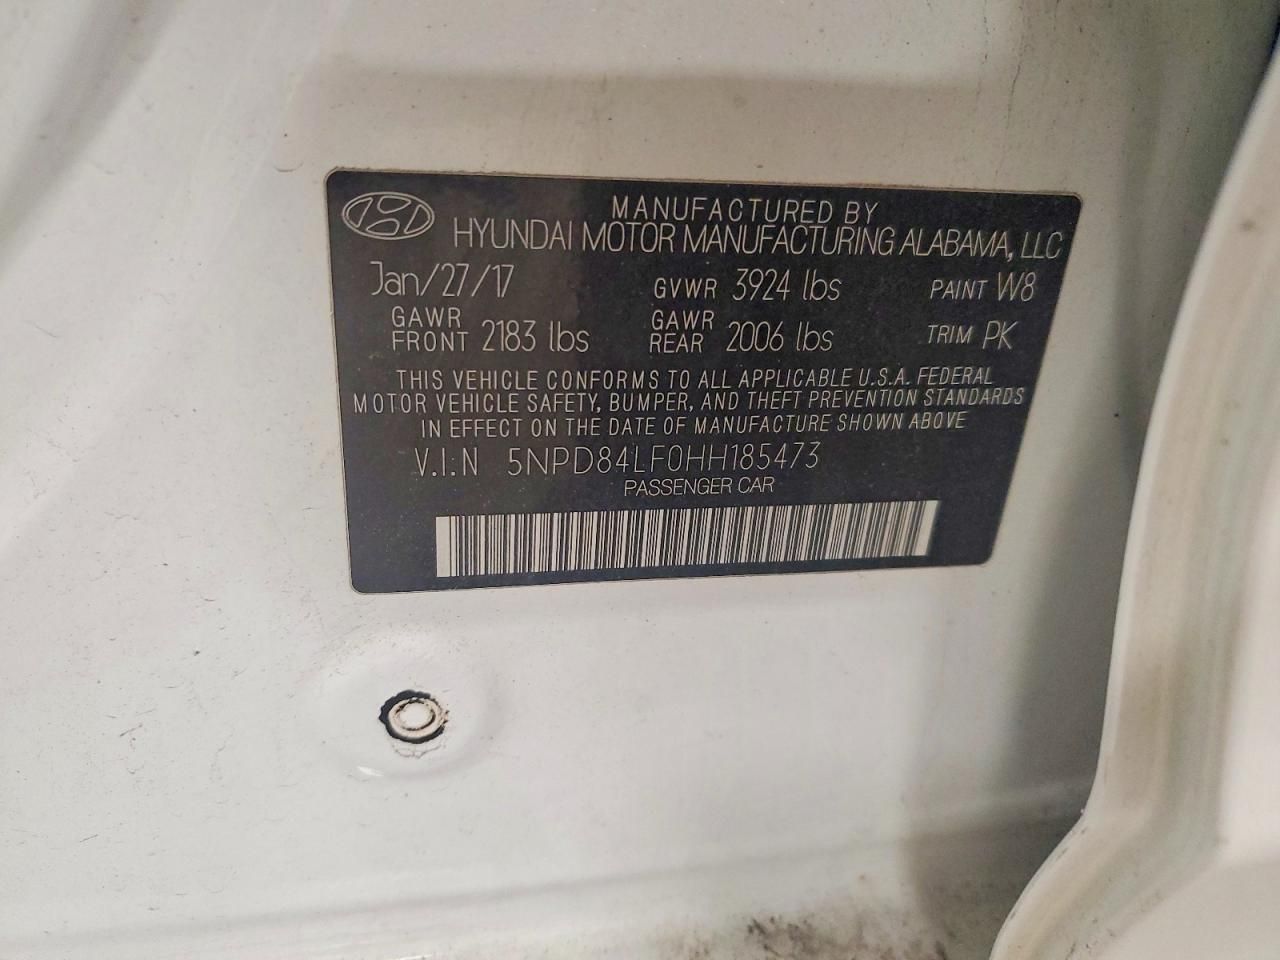 MANUFACTURED BY
HYUNDAI MOTOR MANUFACTURING ALABAMA, LLC
Jan/27/17 GVWR 3924 lbs PAINT W8
GAWR FRONT 2183 lbs GAWR REAR 2006 lbs TRIM PK
THIS VEHICLE CONFORMS TO ALL APPLICABLE U.S.A. FEDERAL
MOTOR VEHICLE SAFETY, BUMPER, AND THEFT PREVENTION STANDARDS
IN EFFECT ON THE DATE OF MANUFACTURE SHOWN ABOVE
V.I.N 5NPD84LF0HH185473
PASSENGER CAR